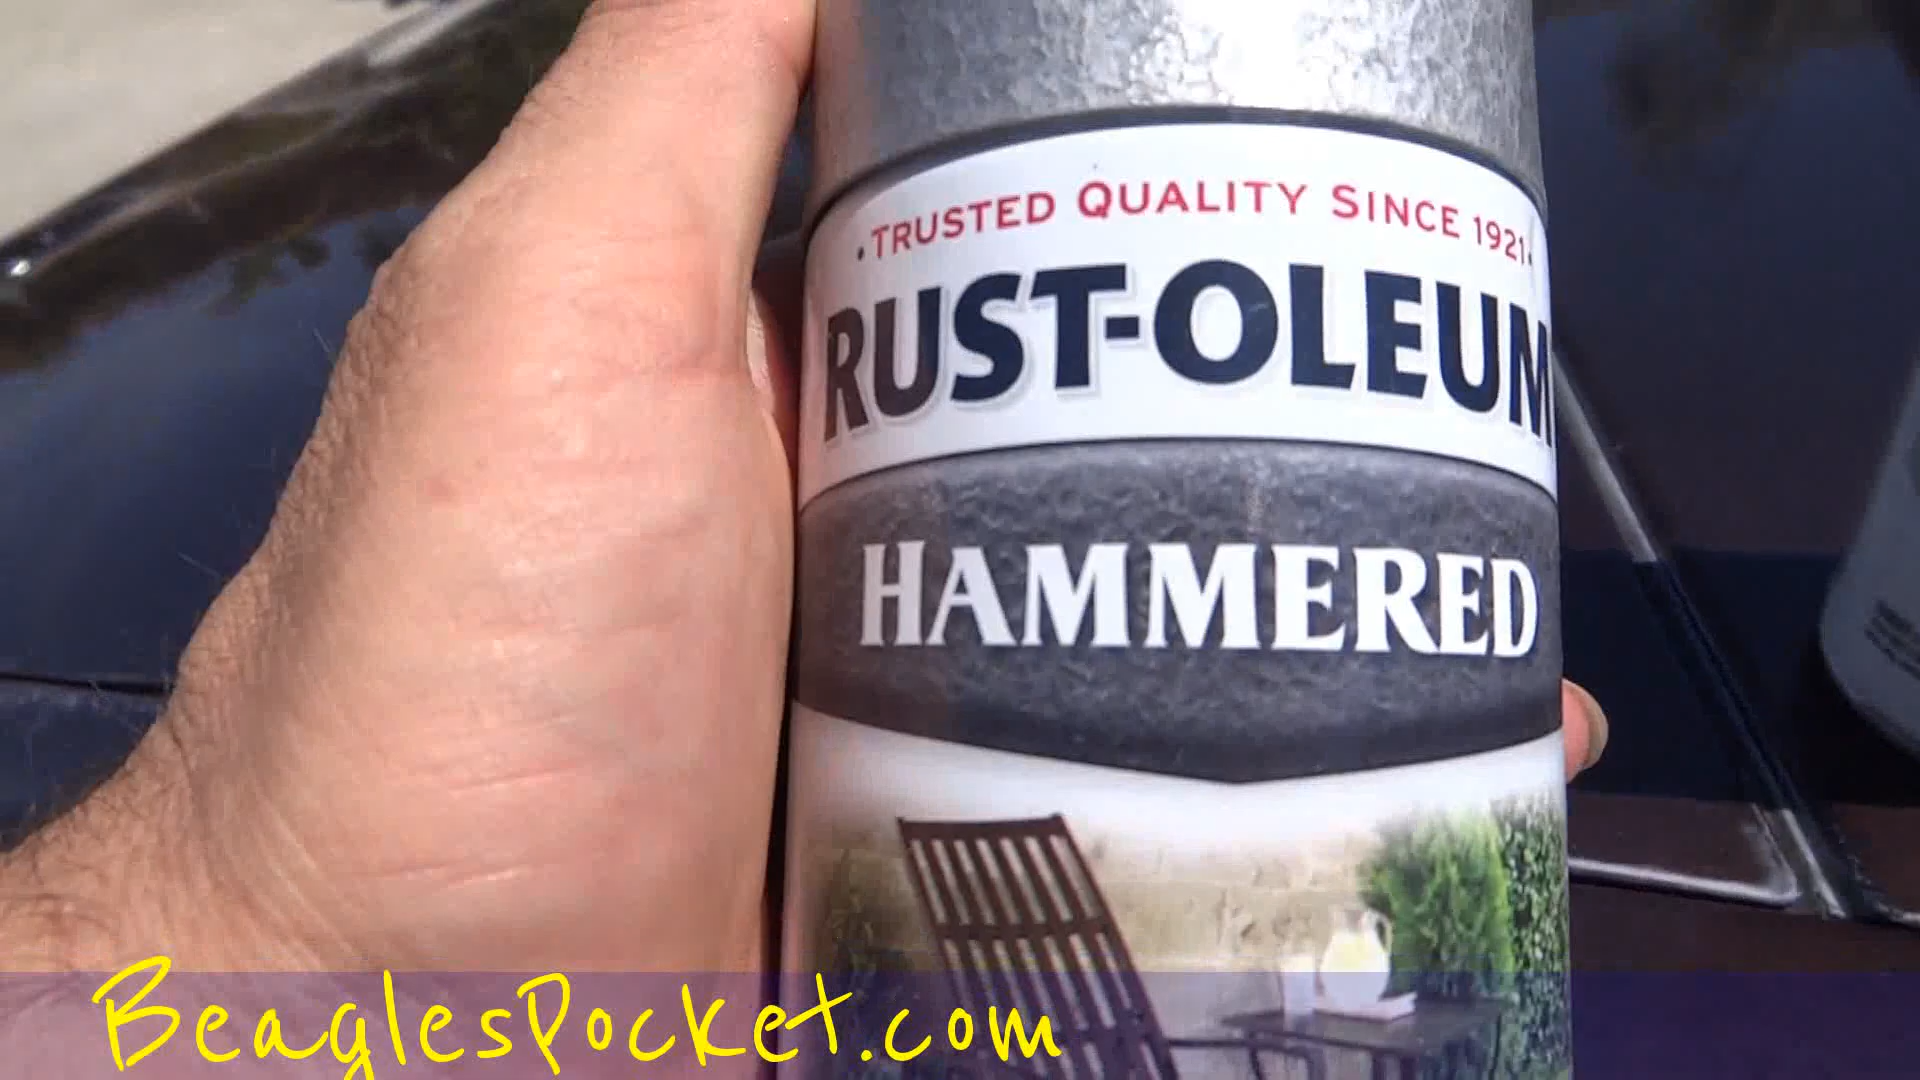 · TRUSTED QUALITY SINCE 1921 ·
RUST-OLEUM
HAMMERED
BeaglesPocket.com